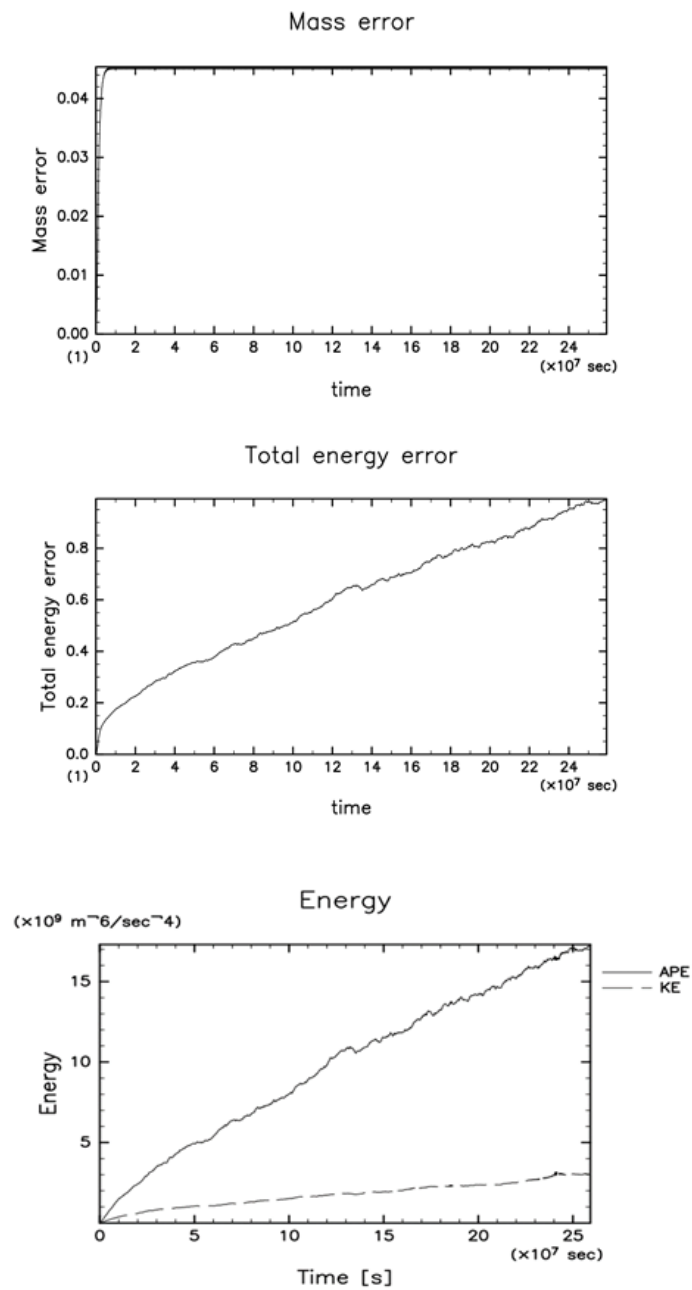 Mass error
Mass error
0.04
0.03
0.02
0.01
0.00
0 2 4 6 8 10 12 14 16 18 20 22 24
(1)
(×10⁷ sec)
time
Total energy error
Total energy error
0.8
0.6
0.4
0.2
0.0
0 2 4 6 8 10 12 14 16 18 20 22 24
(1)
(×10⁷ sec)
time
Energy
(×10⁹ m¬6/sec¬4)
APE
KE
Energy
15
10
5
0 5 10 15 20 25
(×10⁷ sec)
Time [s]